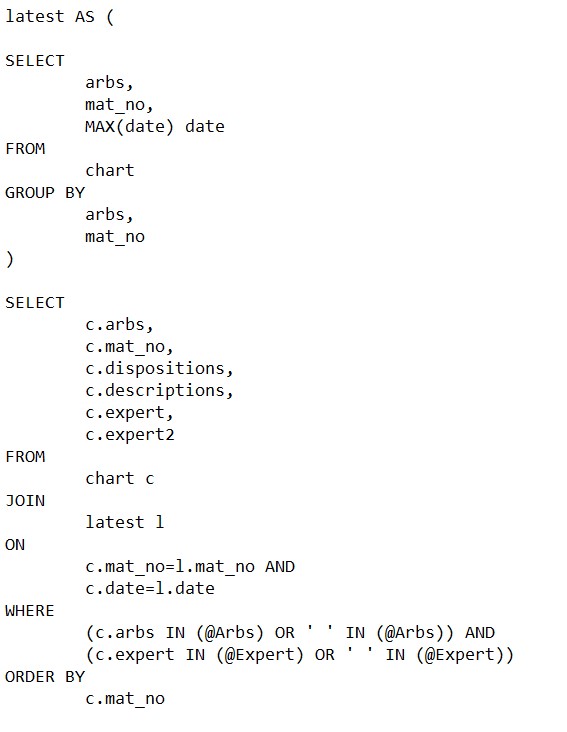 latest AS (
SELECT
arbs,
mat_no,
MAX(date) date
FROM
chart
GROUP BY
arbs,
mat_no
)
SELECT
c.arbs,
c.mat_no,
c.dispositions,
c.descriptions,
c.expert,
c.expert2
FROM
chart c
JOIN
latest l
ON
c.mat_no=l.mat_no AND
c.date=l.date
WHERE
(c.arbs IN (@Arbs) OR ' ' IN (@Arbs)) AND
(c.expert IN (@Expert) OR ' ' IN (@Expert))
ORDER BY
c.mat_no